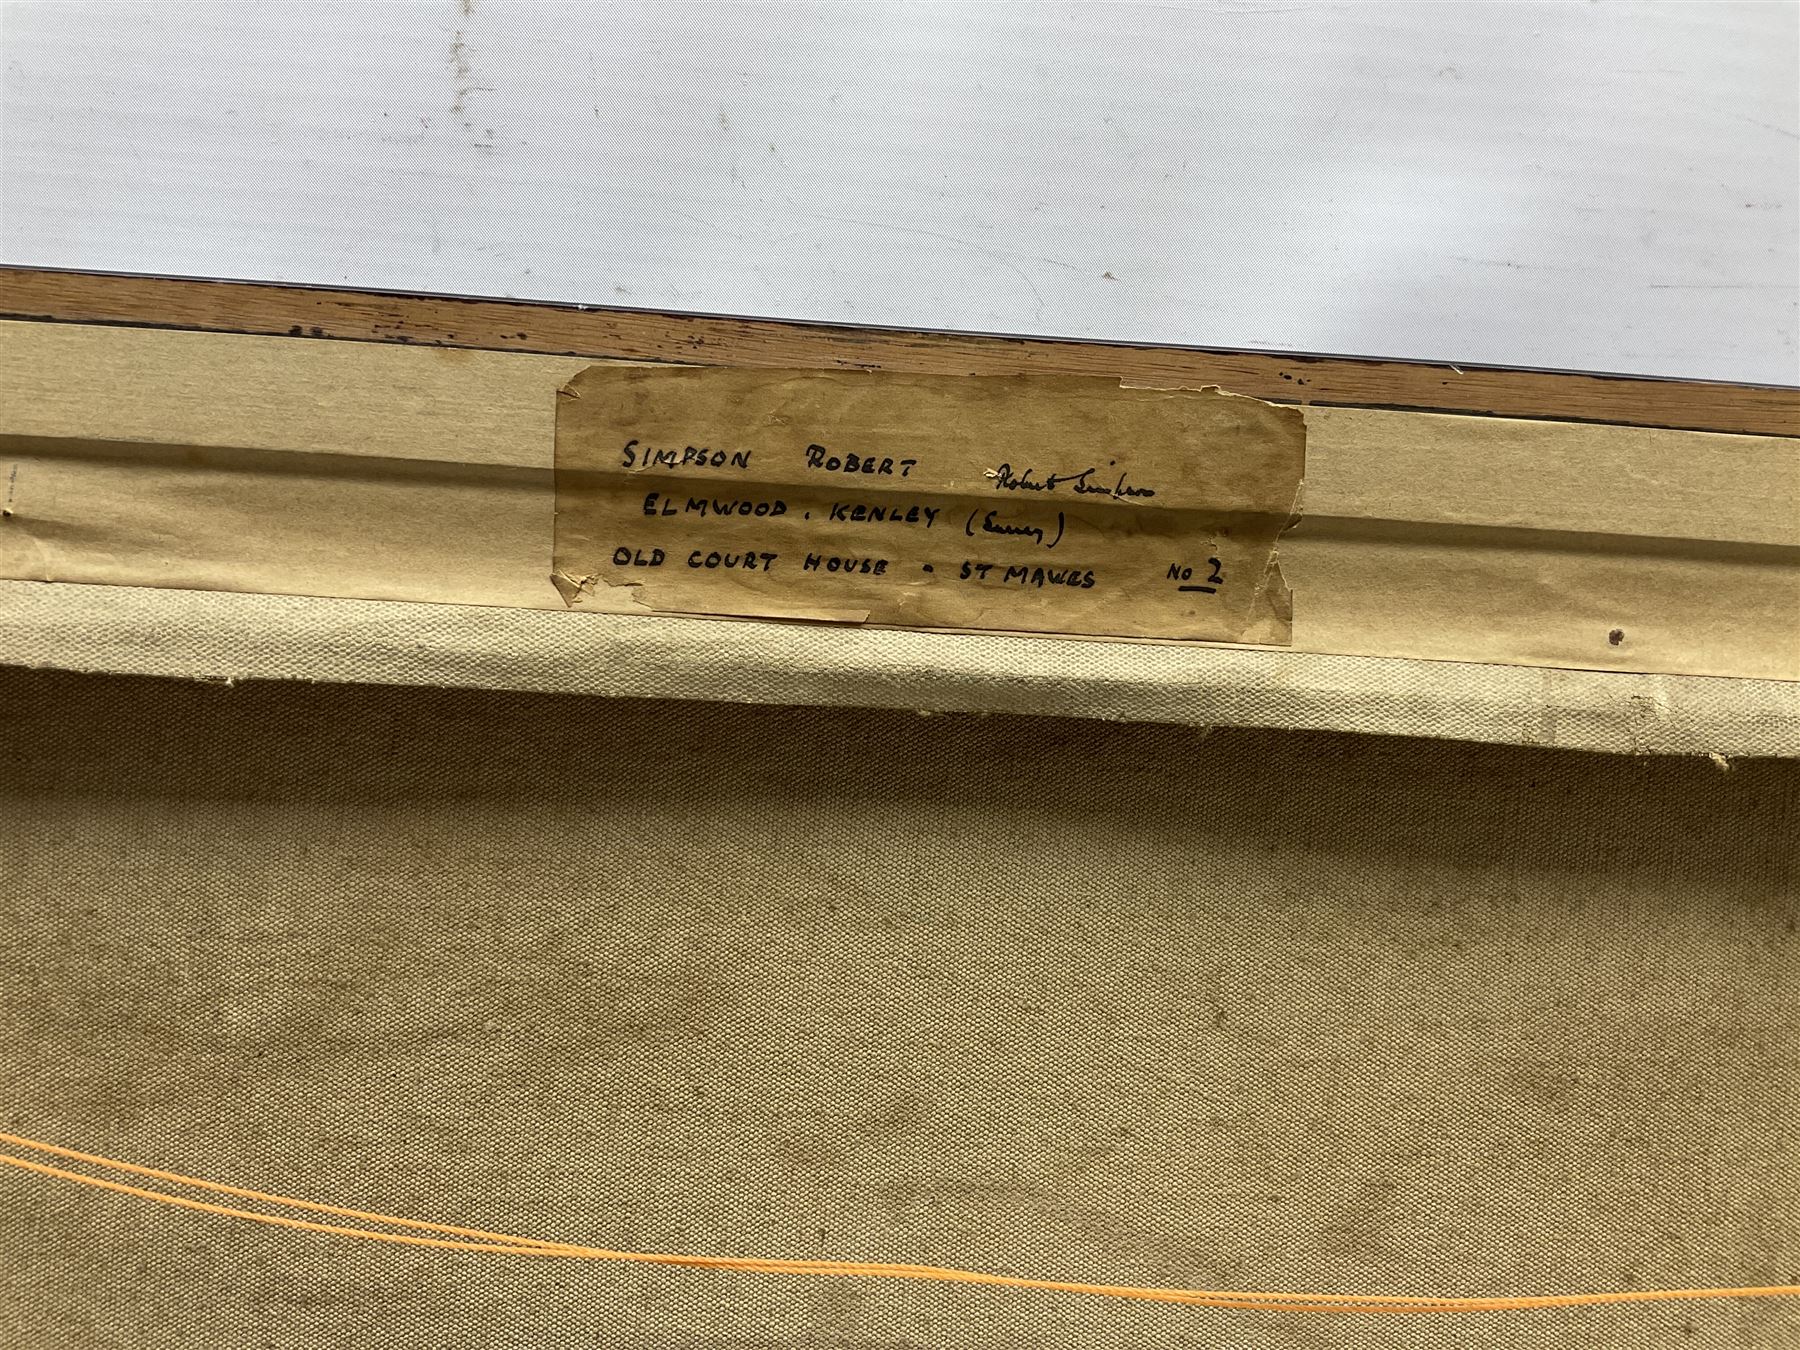 SIMPSON ROBERT Robert Simpson
ELMWOOD. KENLEY (Surrey)
OLD COURT HOUSE - ST MAWES No 2